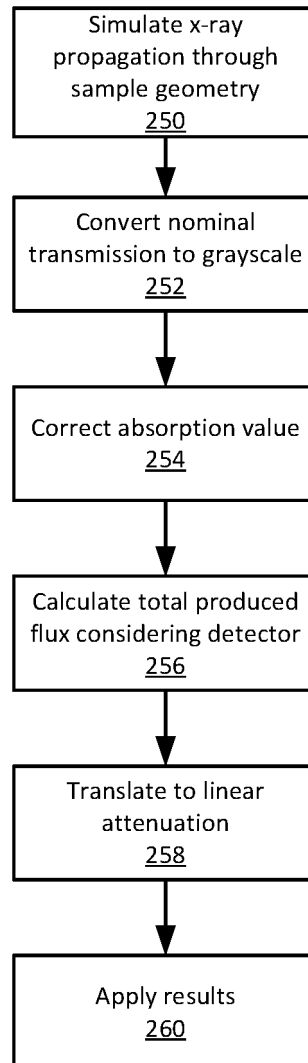 Simulate x-ray
propagation through
sample geometry
250
Convert nominal
transmission to grayscale
252
Correct absorption value
254
Calculate total produced
flux considering detector
256
Translate to linear
attenuation
258
Apply results
260